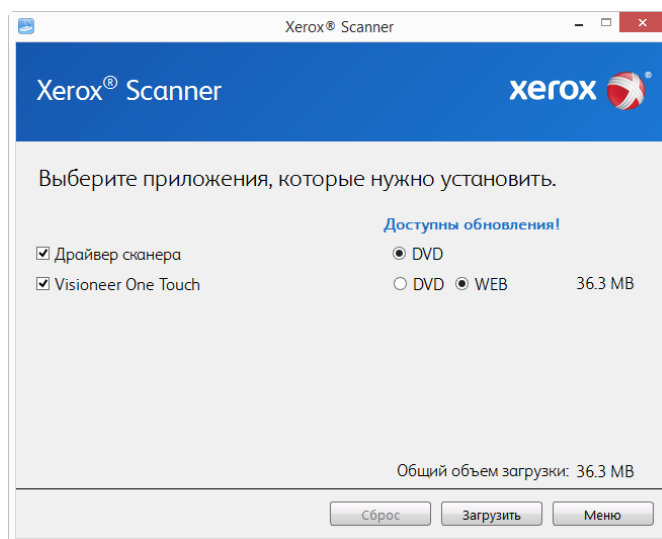 Xerox® Scanner
Xerox® Scanner
xerox®
Выберите приложения, которые нужно установить.
Доступны обновления!
Драйвер сканера DVD
Visioneer One Touch DVD WEB 36.3 MB
Общий объем загрузки: 36.3 MB
Сброс Загрузить Меню